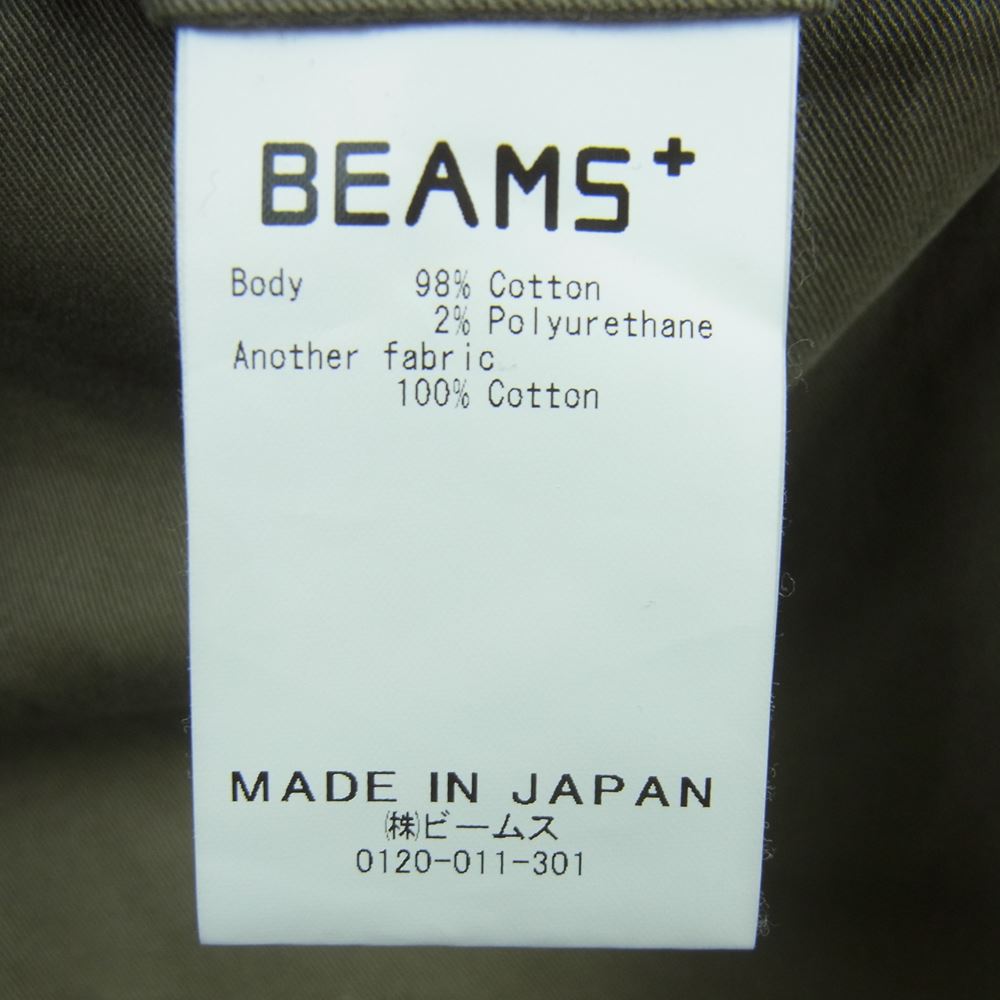 BEAMS+
Body 98% Cotton
2% Polyurethane
Another fabric
100% Cotton
MADE IN JAPAN
㈱ビームス
0120-011-301